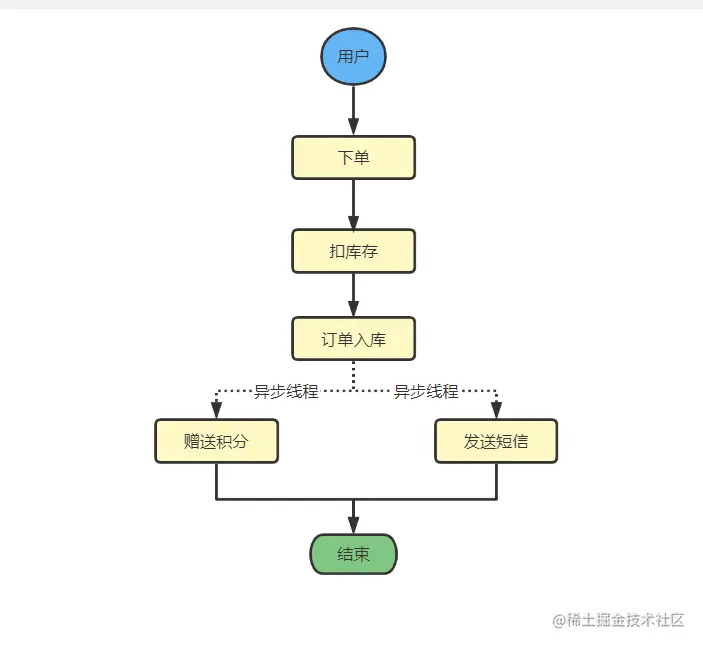 用户
下单
扣库存
订单入库
异步线程
异步线程
赠送积分
发送短信
结束
@稀土掘金技术社区